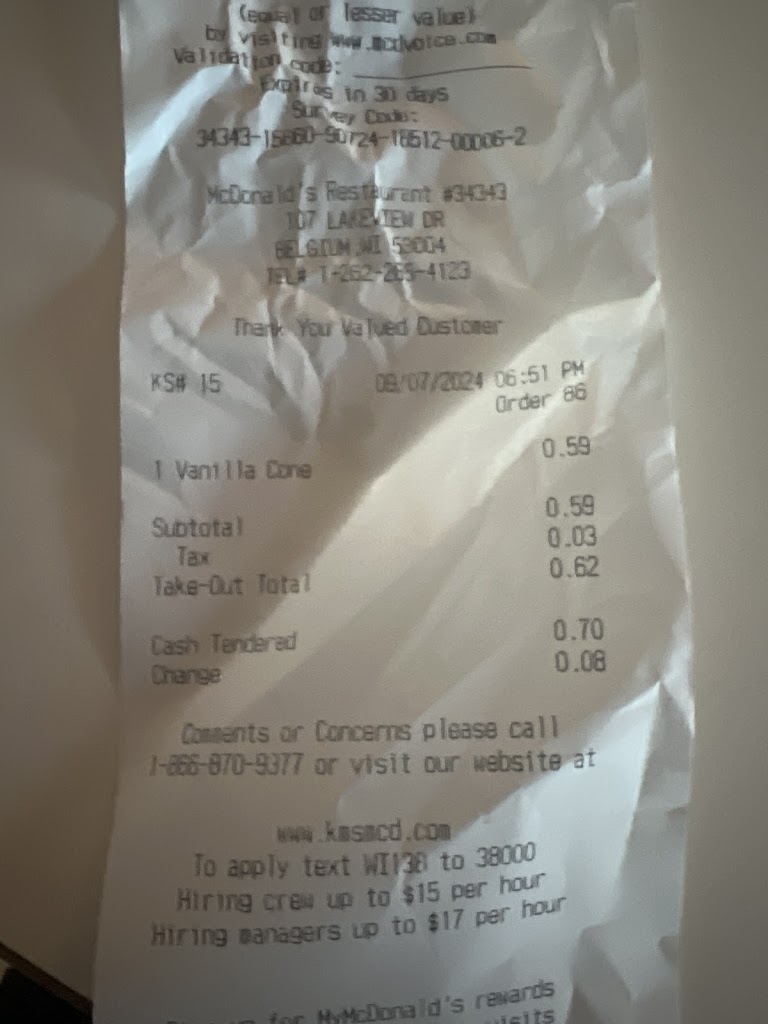 (equal or lesser value)
by visiting www.mcdvoice.com
Validation code:
Expires in 30 days
Survey Code:
34343-15660-90724-18512-00006-2
McDonald's Restaurant #34343
107 LAKEVIEW DR
BELGIUM,WI 53004
TEL# 1-262-285-4123
Thank You Valued Customer
KS# 15 09/07/2024 06:51 PM
Order 86
1 Vanilla Cone 0.59
Subtotal 0.59
Tax 0.03
Take-Out Total 0.62
Cash Tendered 0.70
Change 0.08
Comments or Concerns please call
1-866-870-9377 or visit our website at
www.kmsmcd.com
To apply text WI138 to 38000
Hiring crew up to $15 per hour
Hiring managers up to $17 per hour
for MyMcDonald's rewards
visits